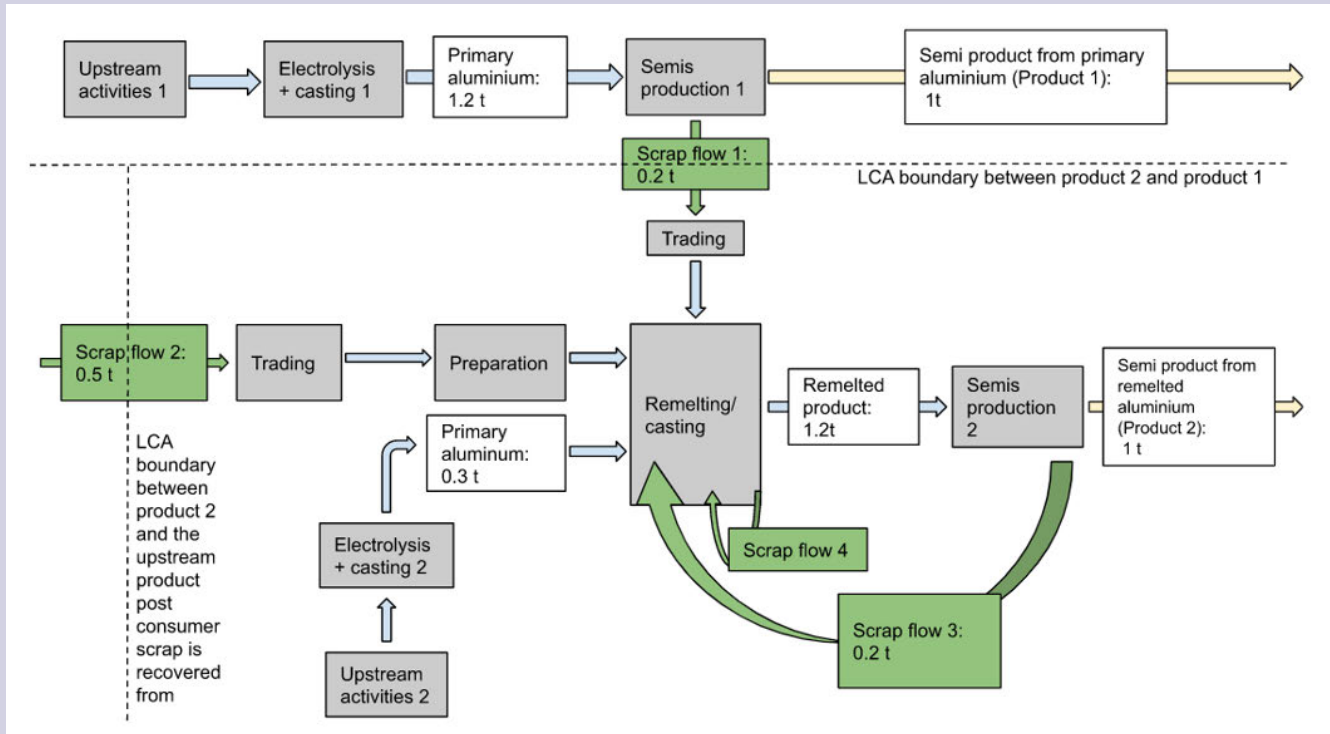 Upstream
activities 1
Electrolysis
+ casting 1
Primary
aluminium:
1.2 t
Semis
production 1
Semi product from primary
aluminium (Product 1):
1t
Scrap flow 1:
0.2 t
LCA boundary between product 2 and product 1
Trading
Scrap flow 2:
0.5 t
Trading
Preparation
Remelting/
casting
Remelted
product:
1.2t
Semis
production
2
Semi product from
remelted
aluminium
(Product 2):
1 t
LCA
boundary
between
product 2
and the
upstream
product
post
consumer
scrap is
recovered
from
Primary
aluminum:
0.3 t
Electrolysis
+ casting 2
Upstream
activities 2
Scrap flow 4
Scrap flow 3:
0.2 t